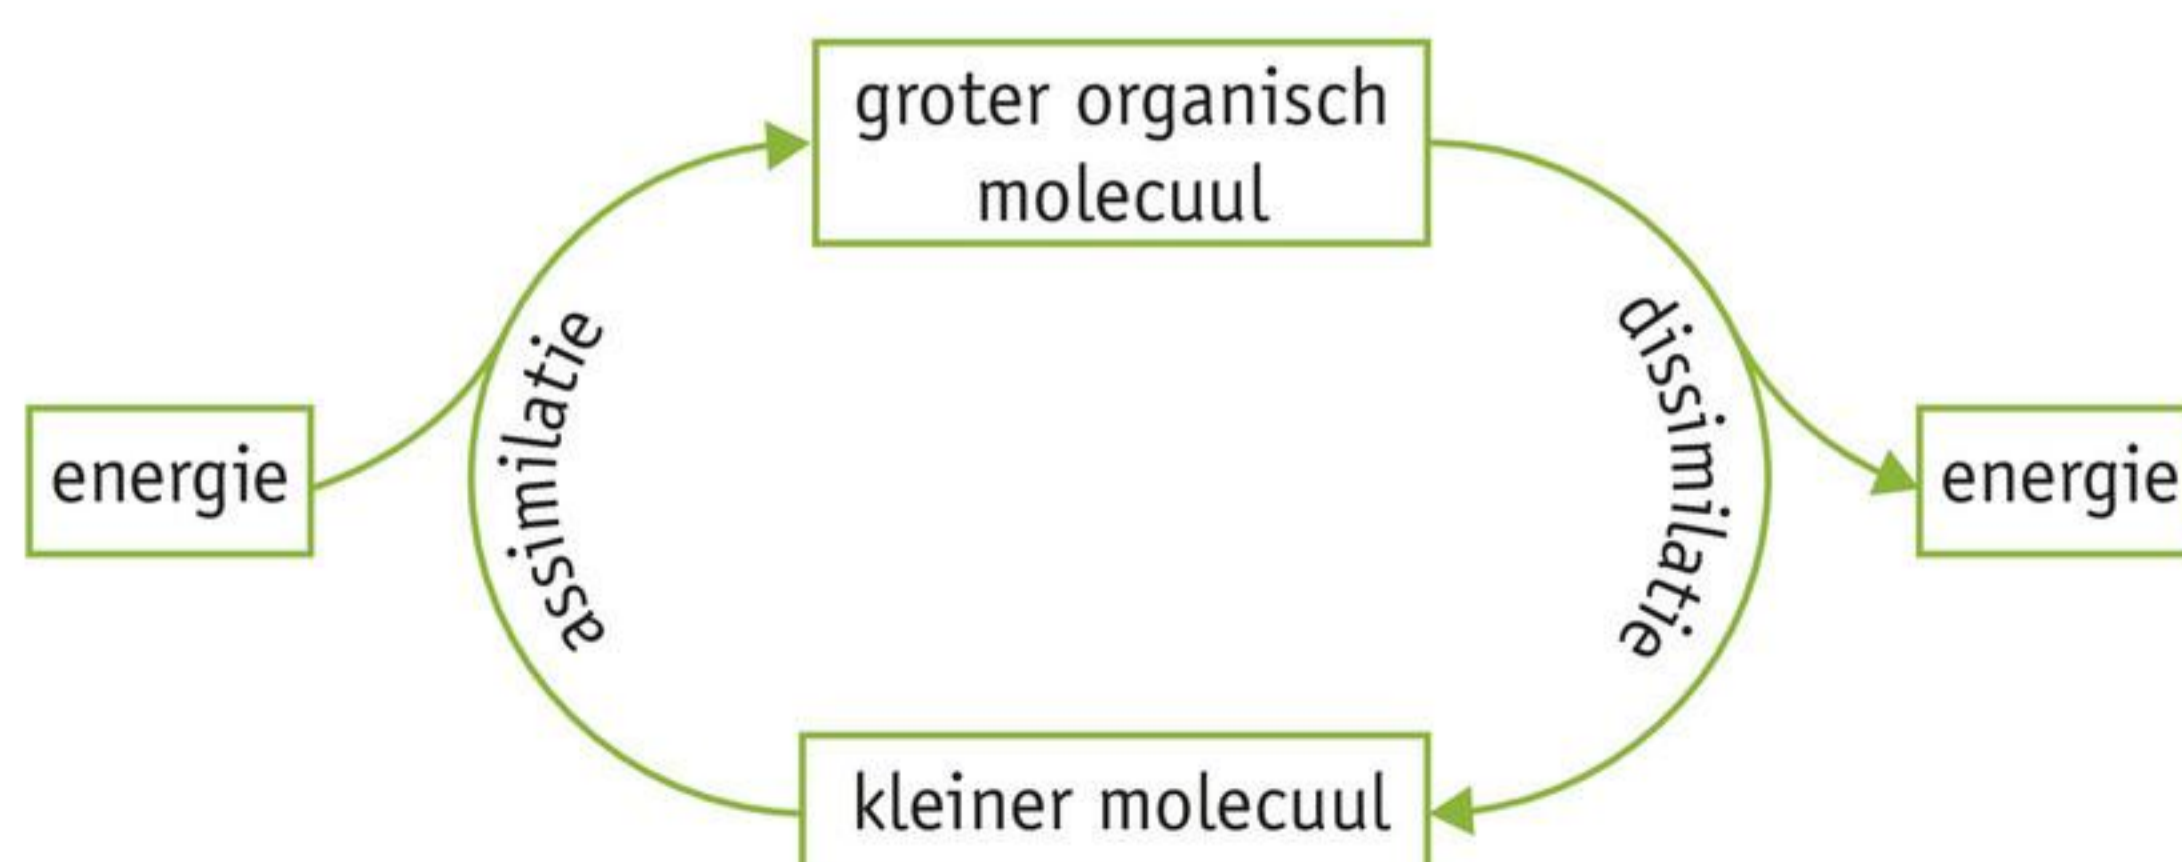 groter organisch
molecuul
assimilatie
dissimilatie
energie
energie
kleiner molecuul